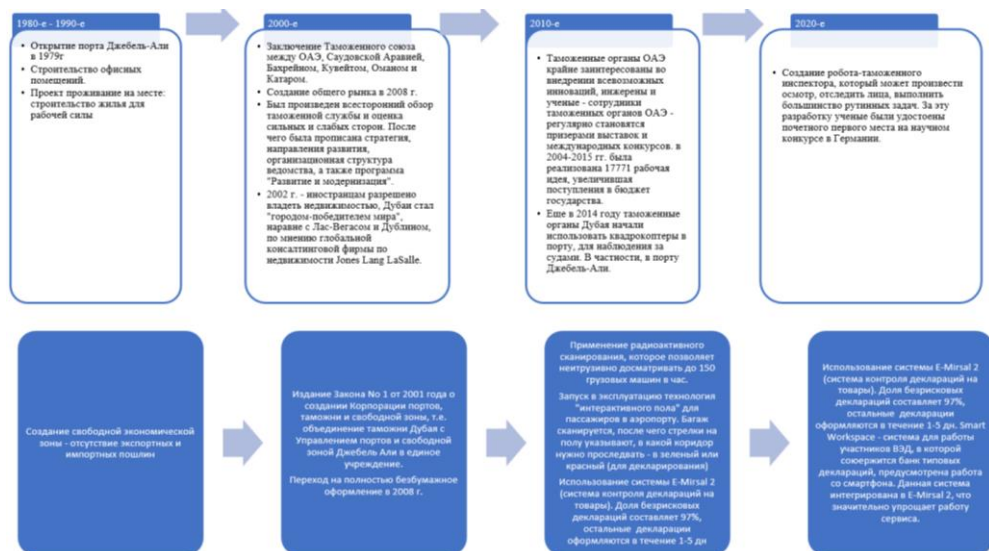 1980-е - 1990-е
• Открытие порта Джебель-Али
в 1979г
• Строительство офисных
помещений.
• Проект проживание на месте:
строительство жилья для
рабочей силы
2000-е
• Заключение Таможенного союза
между ОАЭ, Саудовской Аравией,
Бахрейном, Кувейтом, Оманом и
Катаром.
• Создание общего рынка в 2008 г.
• Был произведен всесторонний обзор
таможенной службы и оценка
сильных и слабых сторон. После
чего была прописана стратегия,
направления развития,
организационная структура
ведомства, а также программа
"Развитие и модернизация".
• 2002 г. - иностранцам разрешено
владеть недвижимостью, Дубаи стал
"городом-победителем мира",
наравне с Лас-Вегасом и Дублином,
по мнению глобальной
консалтинговой фирмы по
недвижимости Jones Lang LaSalle.
2010-е
• Таможенные органы ОАЭ
крайне заинтересованы во
внедрении всевозможных
инноваций, инженеры и
ученые - сотрудники
таможенных органов ОАЭ -
регулярно становятся
призерами выставок и
международных конкурсов. в
2004-2015 гг. была
реализована 17771 рабочая
идея, увеличившая
поступления в бюджет
государства.
• Еще в 2014 году таможенные
органы Дубая начали
использовать квадрокоптеры в
порту, для наблюдения за
судами. В частности, в порту
Джебель-Али.
2020-е
• Создание робота-таможенного
инспектора, который может произвести
осмотр, отследить лица, выполнить
большинство рутинных задач. За эту
разработку ученые были удостоены
почетного первого места на научном
конкурсе в Германии.
Создание свободной экономической
зоны - отсутствие экспортных и
импортных пошлин
Издание Закона No 1 от 2001 года о
создании Корпорации портов,
таможни и свободной зоны, т.е.
объединение таможни Дубая с
Управлением портов и свободной
зоной Джебель Али в единое
учреждение.
Переход на полностью безбумажное
оформление в 2008 г.
Применение радиоактивного
сканирования, которое позволяет
неитрузивно досматривать до 150
грузовых машин в час.
Запуск в эксплуатацию технология
"интерактивного пола" для
пассажиров в аэропорту. Багаж
сканируется, после чего стрелки на
полу указывают, в какой коридор
нужно проследвать - в зеленый или
красный (для декларирования)
Использование системы E-Mirsal 2
(система контроля деклараций на
товары). Доля безрисковых
деклараций составляет 97%,
остальные декларации
оформляются в течение 1-5 дн
Использование системы E-Mirsal 2
(система контроля деклараций на
товары). Доля безрисковых
деклараций составляет 97%,
остальные декларации
оформляются в течение 1-5 дн. Smart
Workspace - система для работы
участников ВЭД, в которой
союержится банк типовых
деклараций, предусмотрена работа
со смартфона. Данная система
интегрирована в E-Mirsal 2, что
значительно упрощает работу
сервиса.